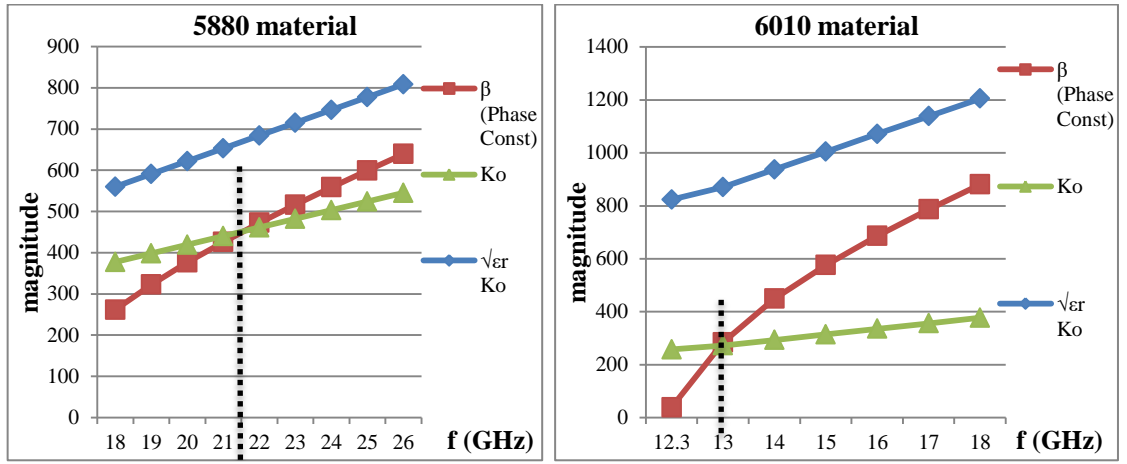 5880 material
900
800
700
600
500
400
300
200
100
0
magnitude
18 19 20 21 22 23 24 25 26 f (GHz)
β
(Phase
Const)
Ko
√εr
Ko
6010 material
1400
1200
1000
800
600
400
200
0
magnitude
12.3 13 14 15 16 17 18 f (GHz)
β
(Phase
Const)
Ko
√εr
Ko